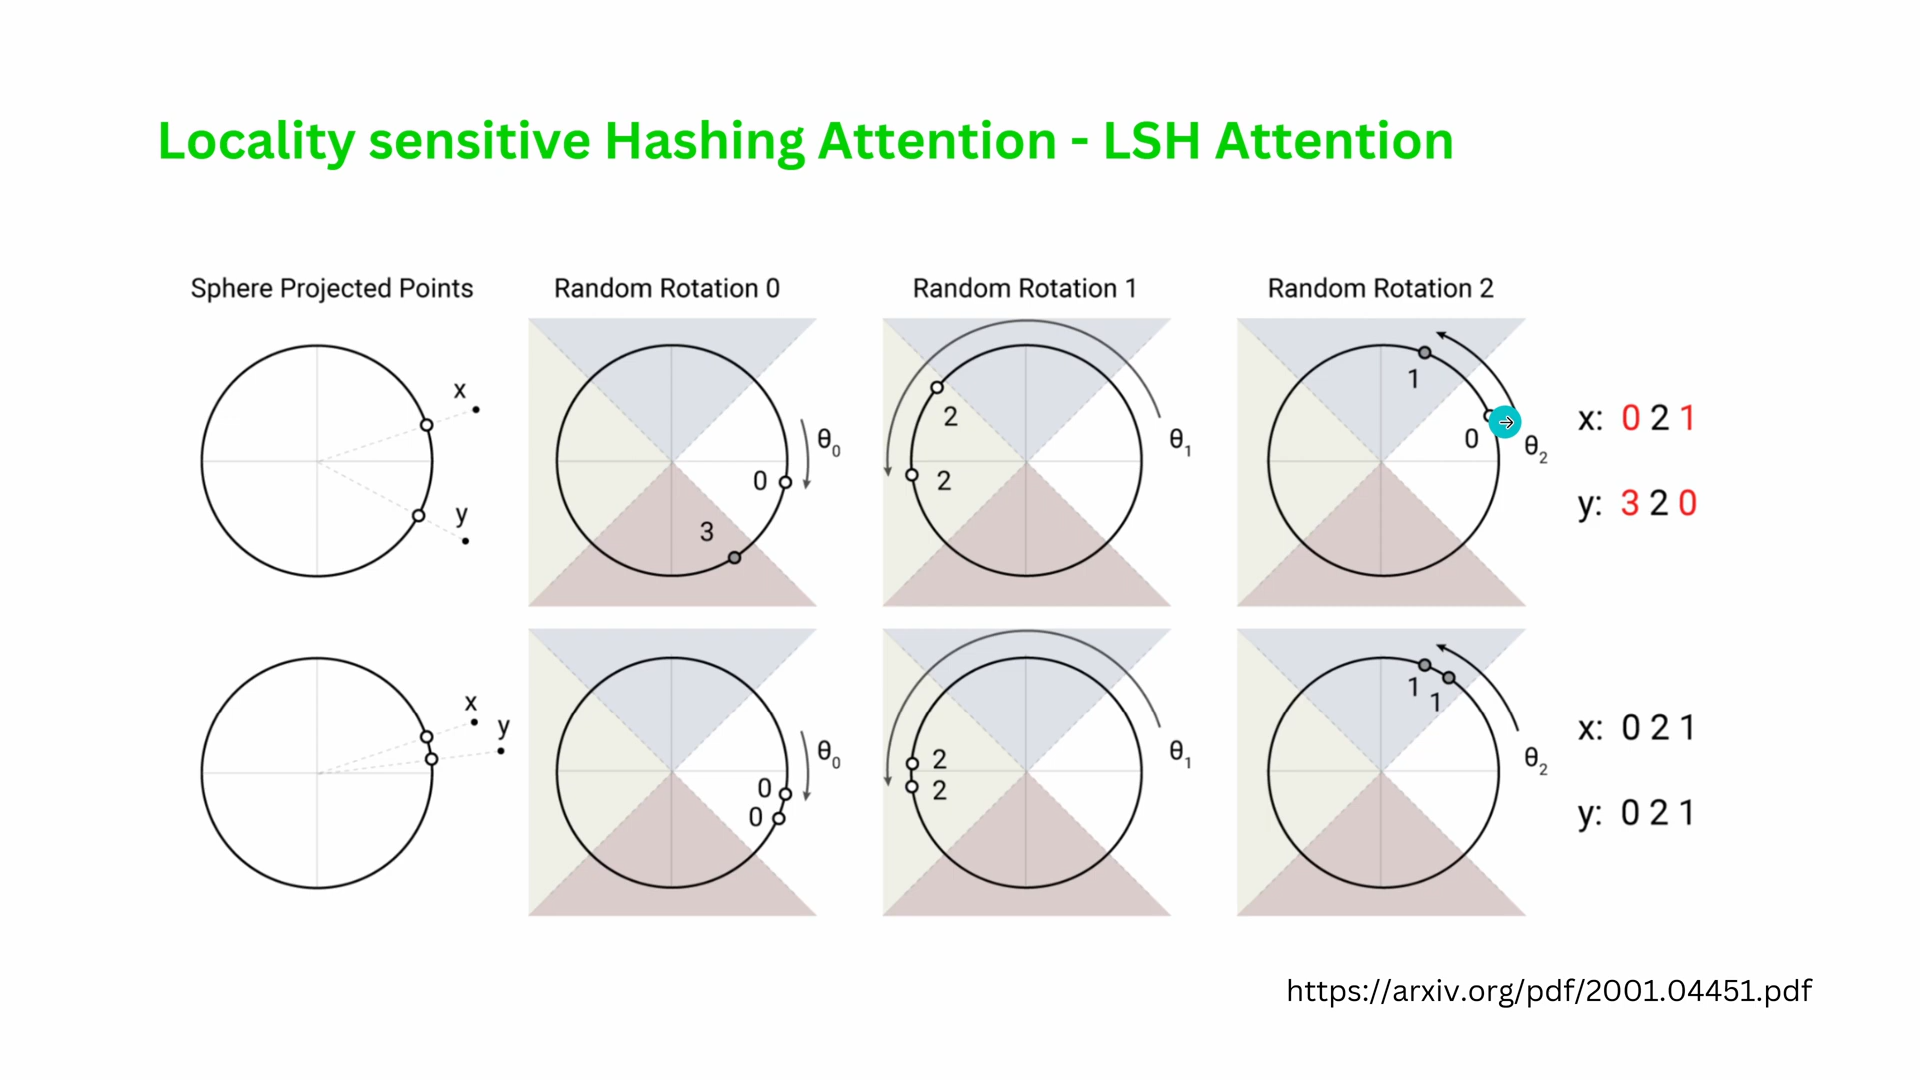 Locality sensitive Hashing Attention - LSH Attention
Sphere Projected Points
Random Rotation 0
Random Rotation 1
Random Rotation 2
x
y
0
3
θ0
2
2
θ1
1
0
θ2
x: 0 2 1
y: 3 2 0
x
y
0
0
θ0
2
2
θ1
1
1
θ2
x: 0 2 1
y: 0 2 1
https://arxiv.org/pdf/2001.04451.pdf